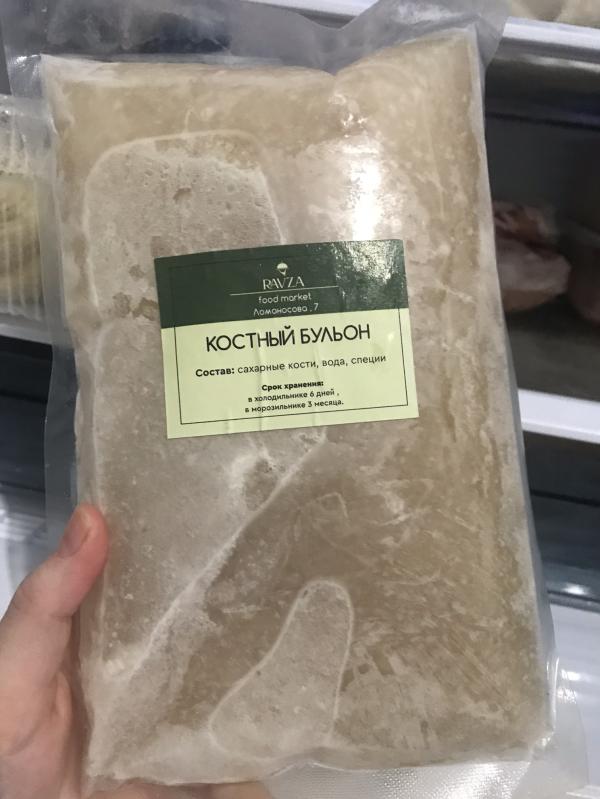 RAVZA
food market
Ломоносова , 7
КОСТНЫЙ БУЛЬОН
Состав: сахарные кости, вода, специи
Срок хранения:
в холодильнике 6 дней ,
в морозильнике 3 месяца.